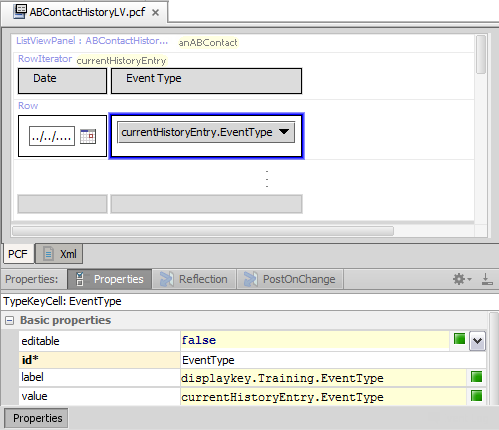 ABContactHistoryLV.pcf ×
ListViewPanel : ABContactHistor... anABContact
RowIterator currentHistoryEntry
Date Event Type
Row
../../.... currentHistoryEntry.EventType
PCF Xml
Properties: Properties Reflection PostOnChange
TypeKeyCell: EventType
Basic properties
editable false
id* EventType
label displaykey.Training.EventType
value currentHistoryEntry.EventType
Properties